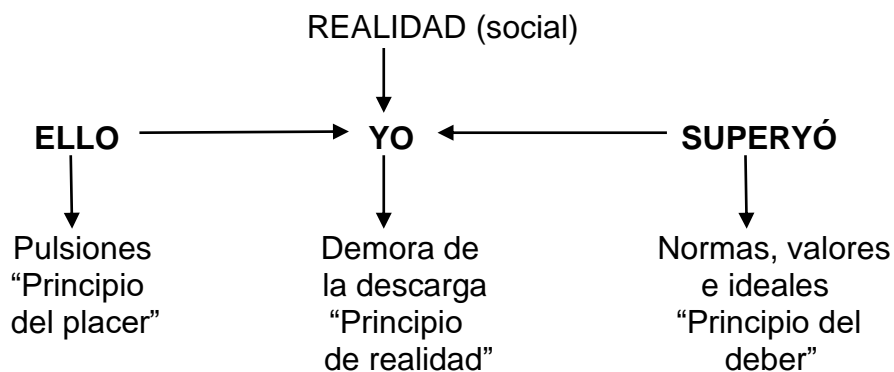 REALIDAD (social)
ELLO YO SUPERYÓ
Pulsiones
“Principio
del placer”
Demora de
la descarga
“Principio
de realidad”
Normas, valores
e ideales
“Principio del
deber”